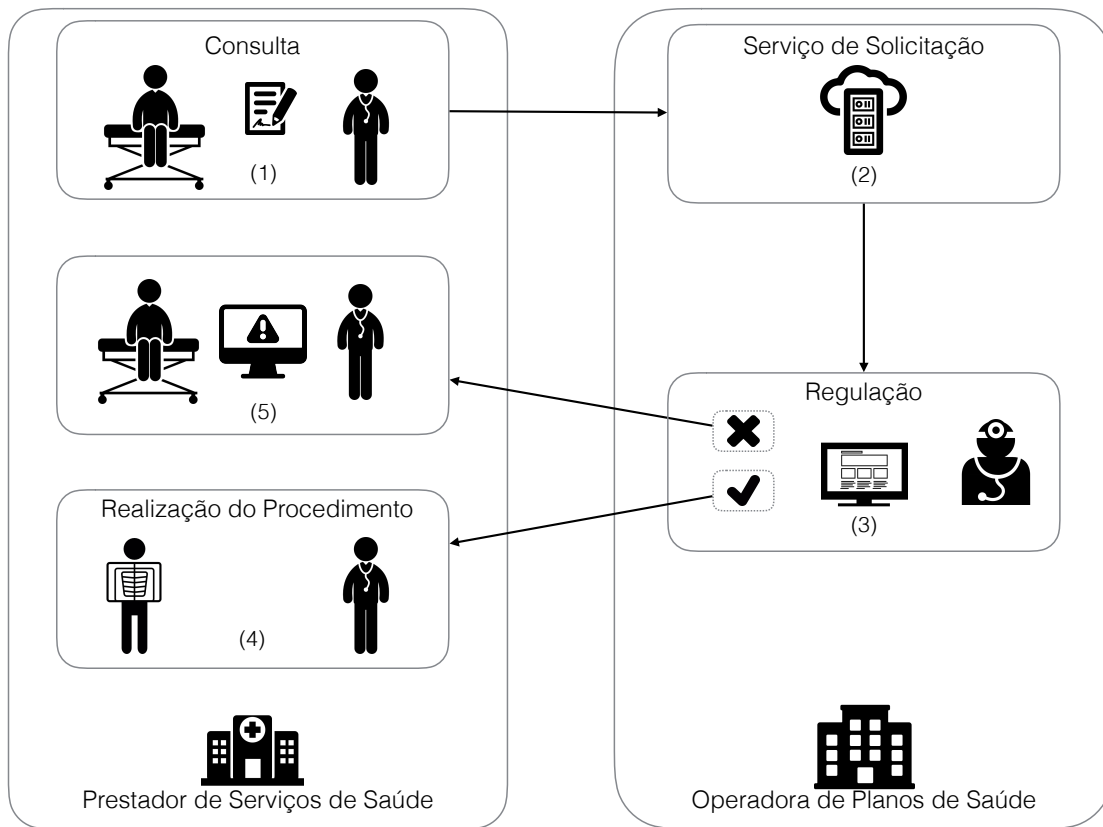 Consulta
(1)
Serviço de Solicitação
(2)
(5)
Regulação
(3)
Realização do Procedimento
(4)
Prestador de Serviços de Saúde
Operadora de Planos de Saúde